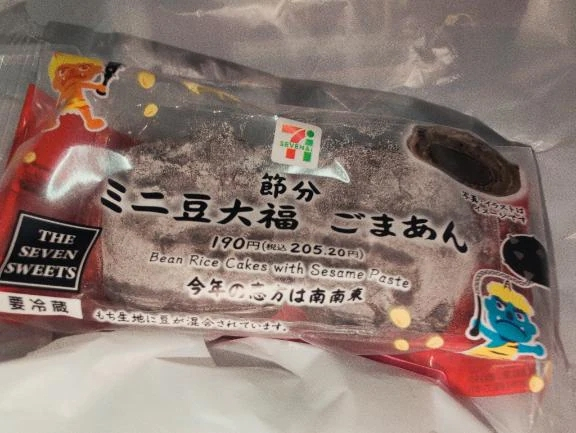 7i
SEVEN&i
節分
ミニ豆大福 ごまあん
190円(税込 205.20円)
Bean Rice Cakes with Sesame Paste
今年の恵方は南南東
もち生地に豆が混合されています。
THE
SEVEN
SWEETS
要冷蔵